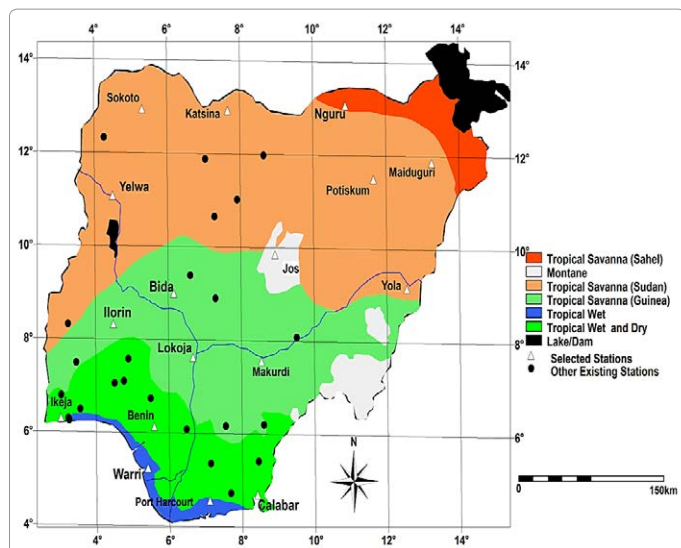 4° 6° 8° 10° 12° 14°
14° 14°
Sokoto
Katsina
Nguru
12° 12°
Maiduguri
Potiskum
Yelwa
10° 10°
Jos
Bida
Yola
Ilorin
8° 8°
Lokoja
Makurdi
Ikeja
Benin
6° 6°
Warri
Port Harcourt
Calabar
4°
4° 6° 8° 10° 12° 14°
Tropical Savanna (Sahel)
Montane
Tropical Savanna (Sudan)
Tropical Savanna (Guinea)
Tropical Wet
Tropical Wet and Dry
Lake/Dam
Selected Stations
Other Existing Stations
N
0 150km